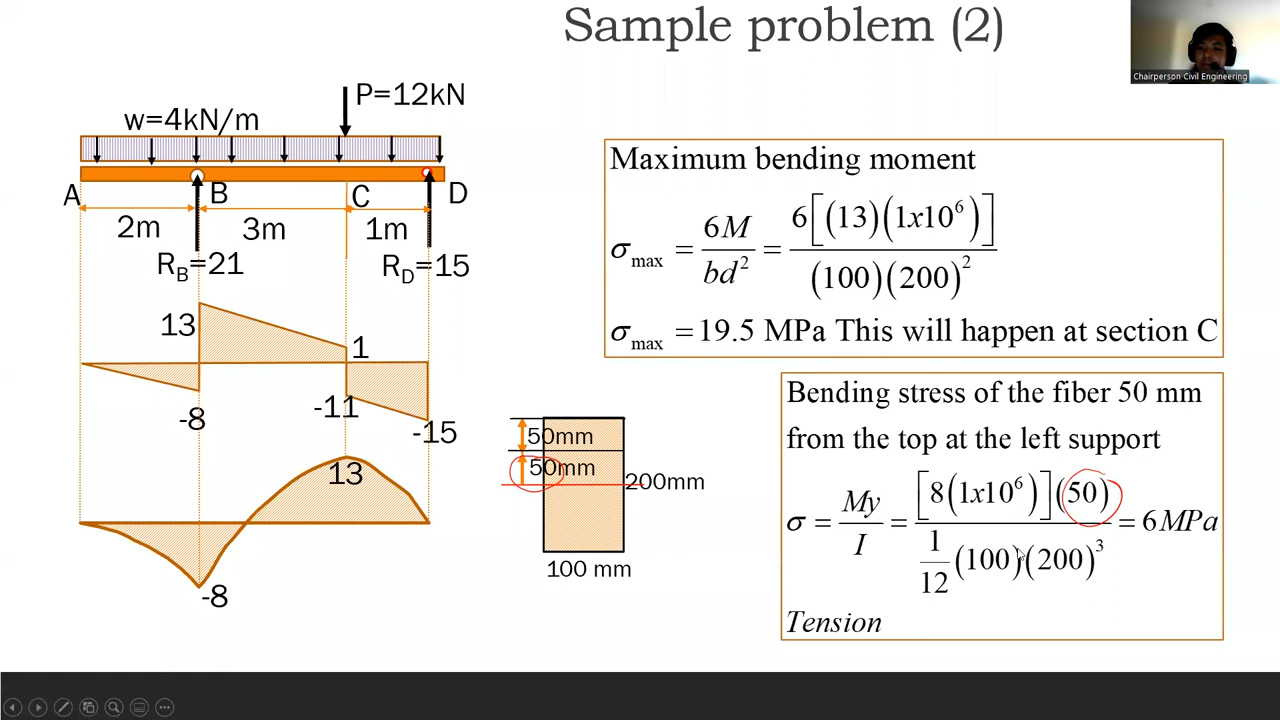 Sample problem (2)
Chairperson Civil Engineering
P=12kN
w=4kN/m
A B C D
2m 3m 1m
R_B=21 R_D=15
13
1
-8
-11
-15
13
-8
50mm
50mm
200mm
100 mm
Maximum bending moment
σ_max = 6M / bd² = 6[(13)(1x10⁶)] / (100)(200)²
σ_max = 19.5 MPa This will happen at section C
Bending stress of the fiber 50 mm
from the top at the left support
σ = My / I = [8(1x10⁶)](50) / 1/12 (100)(200)³ = 6 MPa
Tension